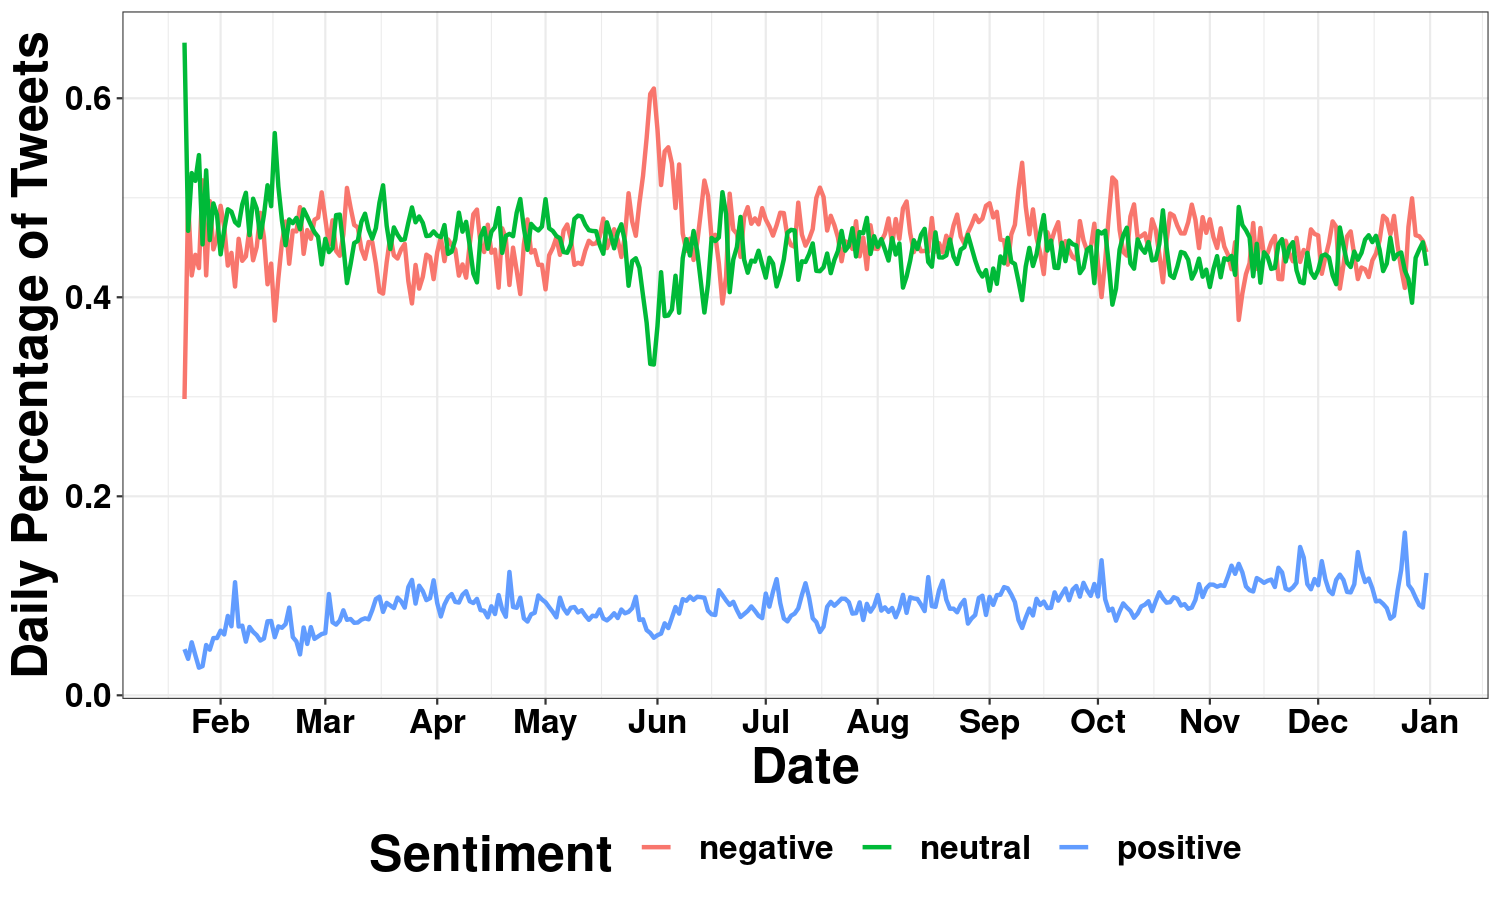 Daily Percentage of Tweets
0.6
0.4
0.2
0.0
Feb Mar Apr May Jun Jul Aug Sep Oct Nov Dec Jan
Date
Sentiment negative neutral positive